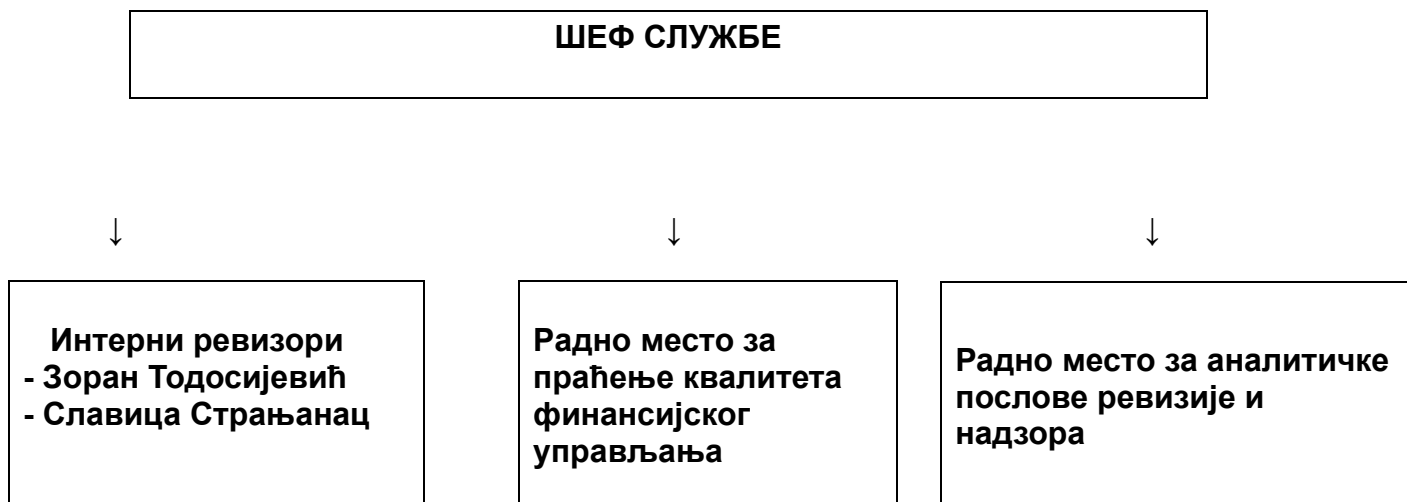 ШЕФ СЛУЖБЕ
↓ ↓ ↓
Интерни ревизори
- Зоран Тодосијевић
- Славица Страњанац
Радно место за
праћење квалитета
финансијског
управљања
Радно место за аналитичке
послове ревизије и
надзора